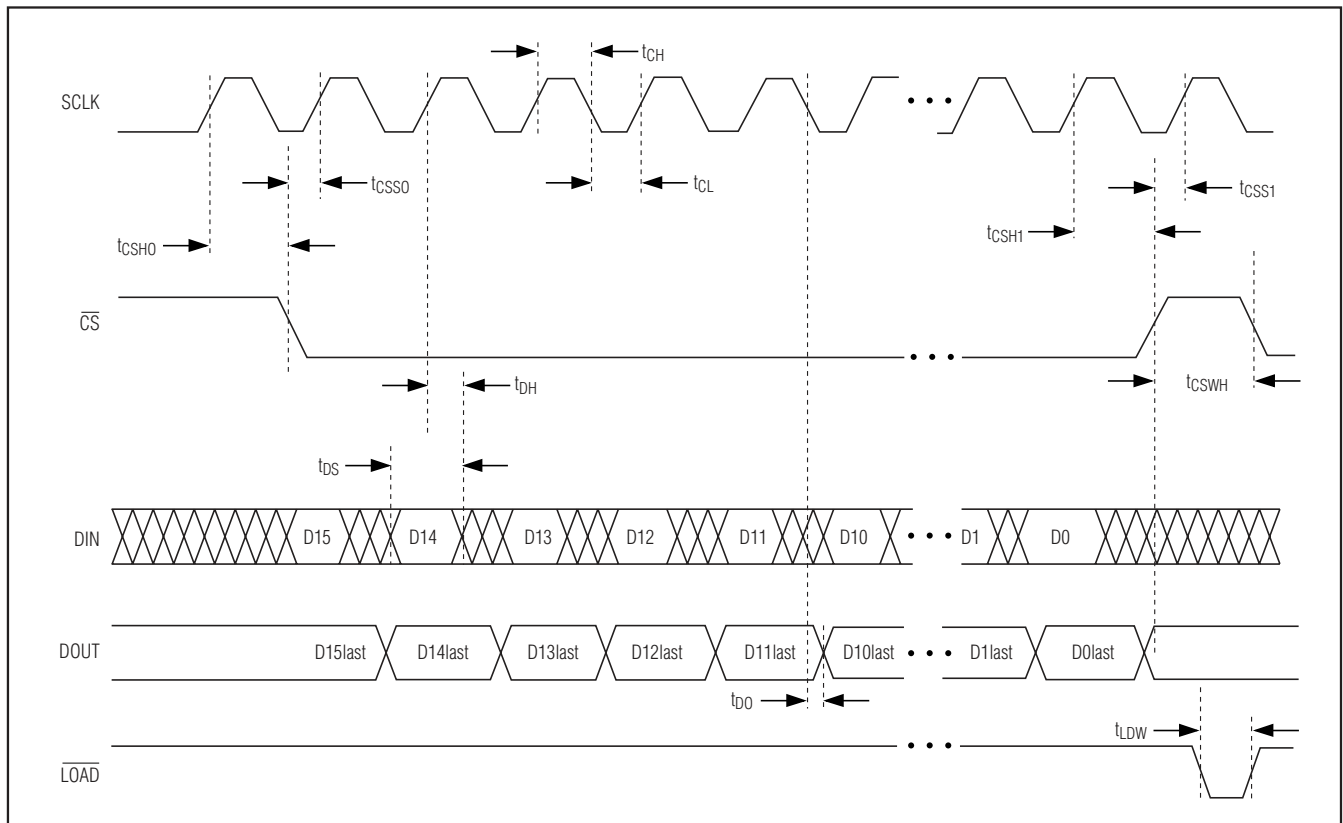 tCH
SCLK
tCSS0
tCL
tCSS1
tCSH0
tCSH1
CS
tDH
tCSWH
tDS
DIN
D15
D14
D13
D12
D11
D10
D1
D0
DOUT
D15last
D14last
D13last
D12last
D11last
D10last
D1last
D0last
tDO
tLDW
LOAD